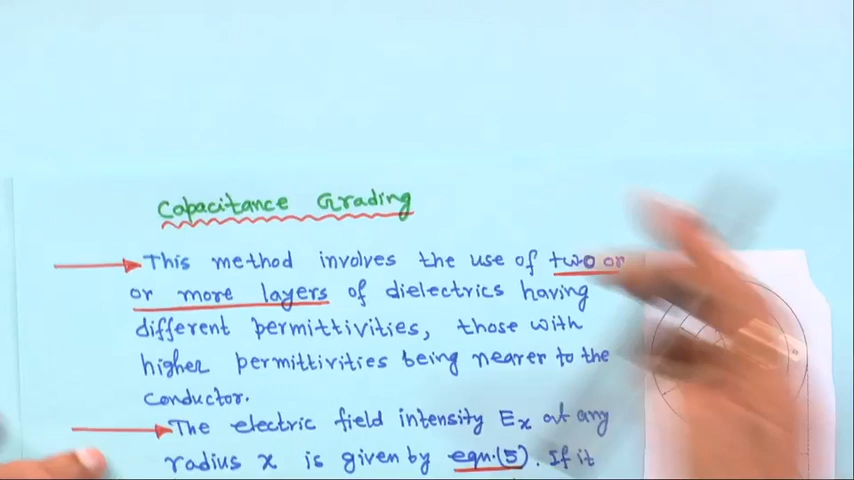 Capacitance Grading
This method involves the use of two or
or more layers of dielectrics having
different permittivities, those with
higher permittivities being nearer to the
conductor.
The electric field intensity Ex at any
radius x is given by eqn.(5). If it